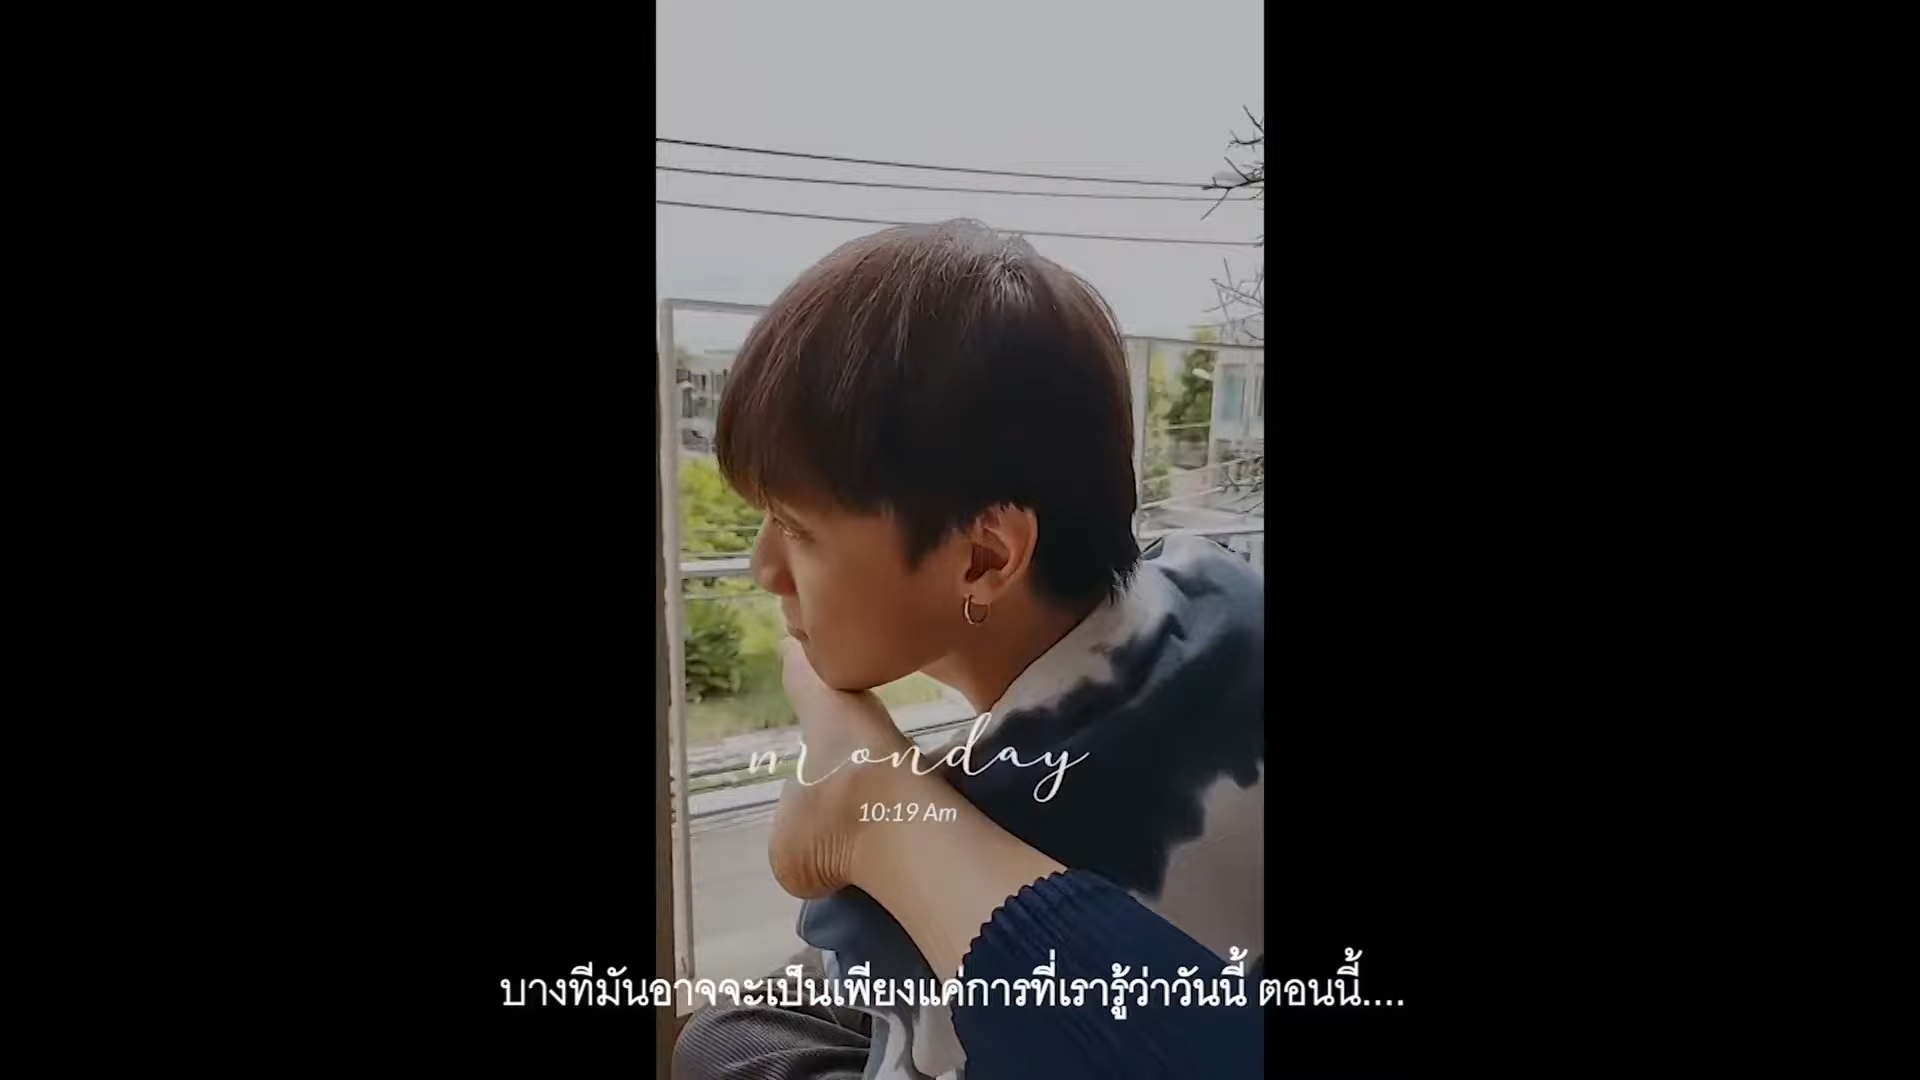 monday
10:19 Am
บางทีมันอาจจะเป็นเพียงแค่การที่เรารู้ว่าวันนี้ ตอนนี้....